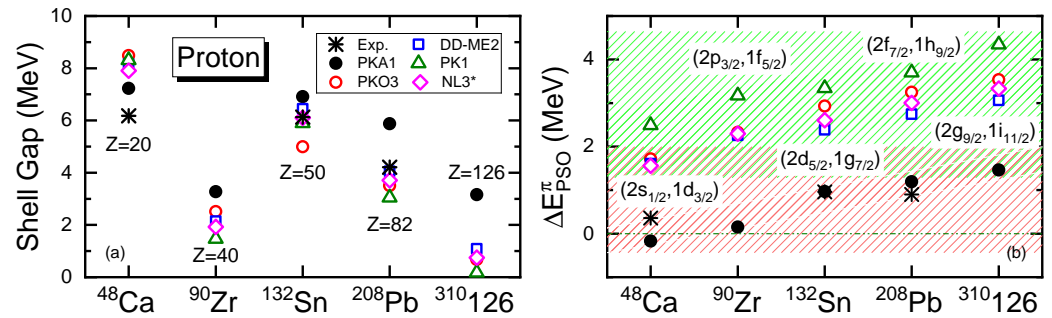 10
8
6
4
2
0
Shell Gap (MeV)
Proton
Exp.
DD-ME2
PKA1
PK1
PKO3
NL3*
Z=20
Z=40
Z=50
Z=82
Z=126
(a)
⁴⁸Ca
⁹⁰Zr
¹³²Sn
²⁰⁸Pb
³¹⁰126
4
2
0
ΔE^π_PSO (MeV)
(2f₇/₂,1h₉/₂)
(2p₃/₂,1f₅/₂)
(2g₉/₂,1i₁₁/₂)
(2d₅/₂,1g₇/₂)
(2s₁/₂,1d₃/₂)
(b)
⁴⁸Ca
⁹⁰Zr
¹³²Sn
²⁰⁸Pb
³¹⁰126